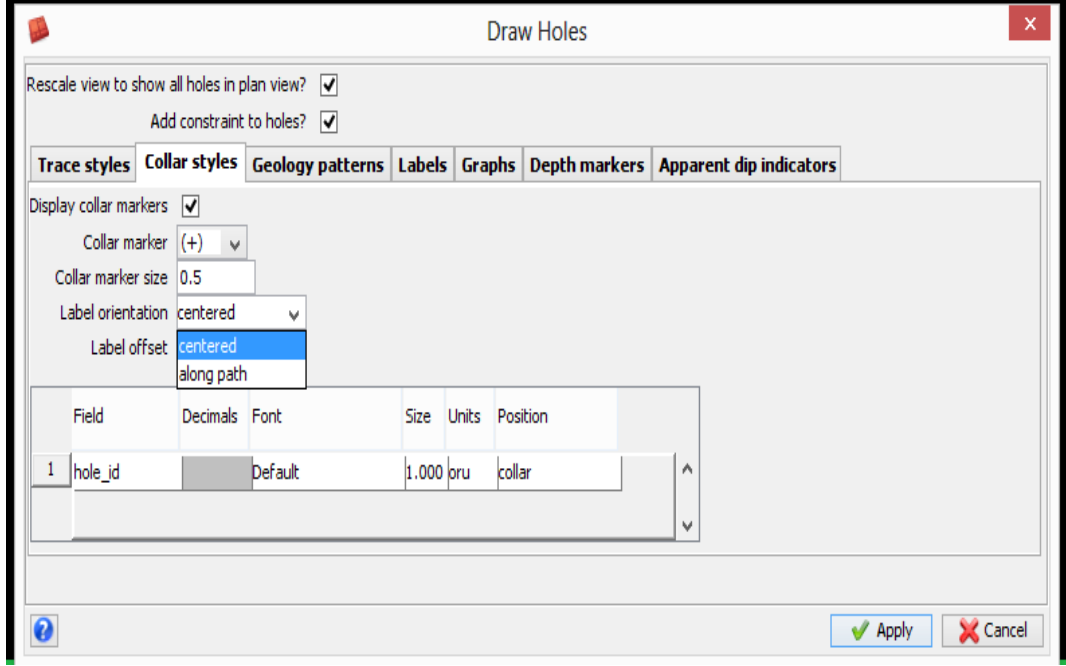 Draw Holes
x
Rescale view to show all holes in plan view?
Add constraint to holes?
Trace styles Collar styles Geology patterns Labels Graphs Depth markers Apparent dip indicators
Display collar markers
Collar marker (+)
Collar marker size 0.5
Label orientation centered
Label offset centered
along path
Field Decimals Font Size Units Position
1 hole_id Default 1.000 oru collar
? Apply Cancel